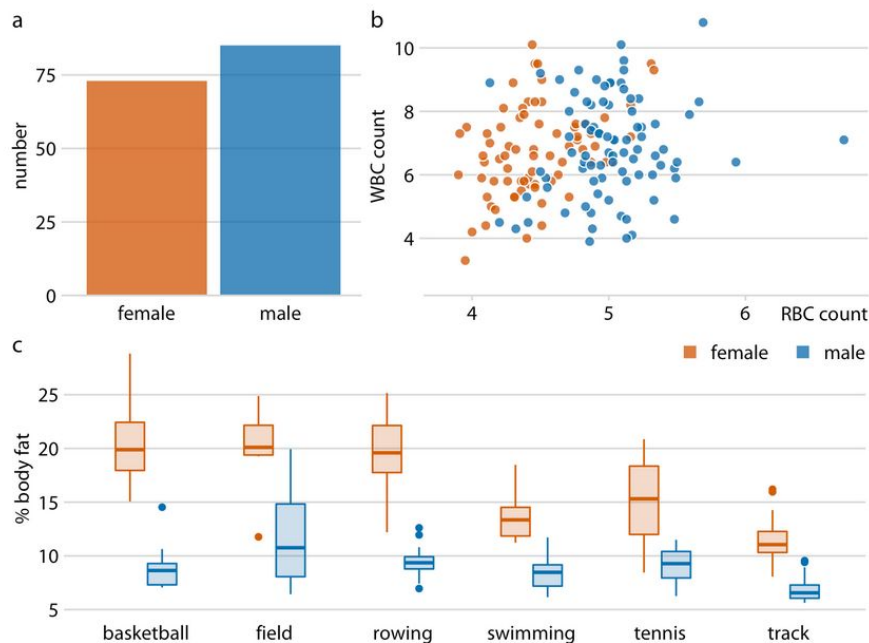 a
number
75
50
25
0
female male
b
WBC count
10
8
6
4
4 5 6 RBC count
c
female male
% body fat
25
20
15
10
5
basketball field rowing swimming tennis track